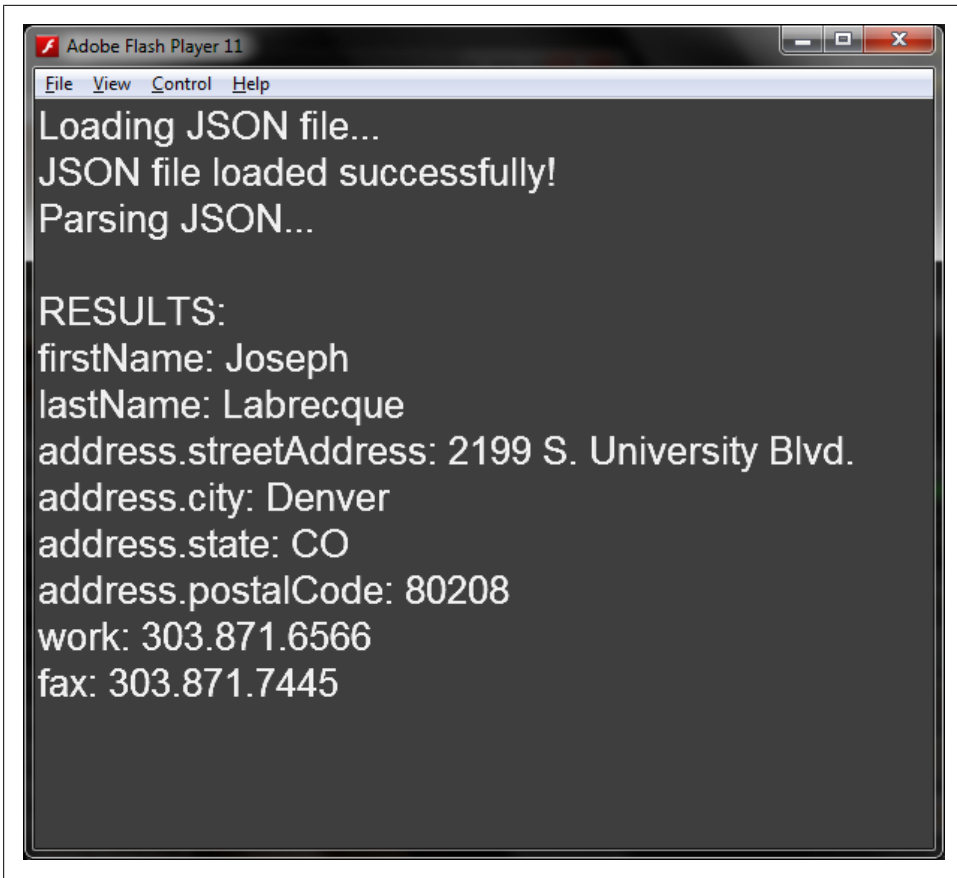 Adobe Flash Player 11
File View Control Help
Loading JSON file...
JSON file loaded successfully!
Parsing JSON...
RESULTS:
firstName: Joseph
lastName: Labrecque
address.streetAddress: 2199 S. University Blvd.
address.city: Denver
address.state: CO
address.postalCode: 80208
work: 303.871.6566
fax: 303.871.7445